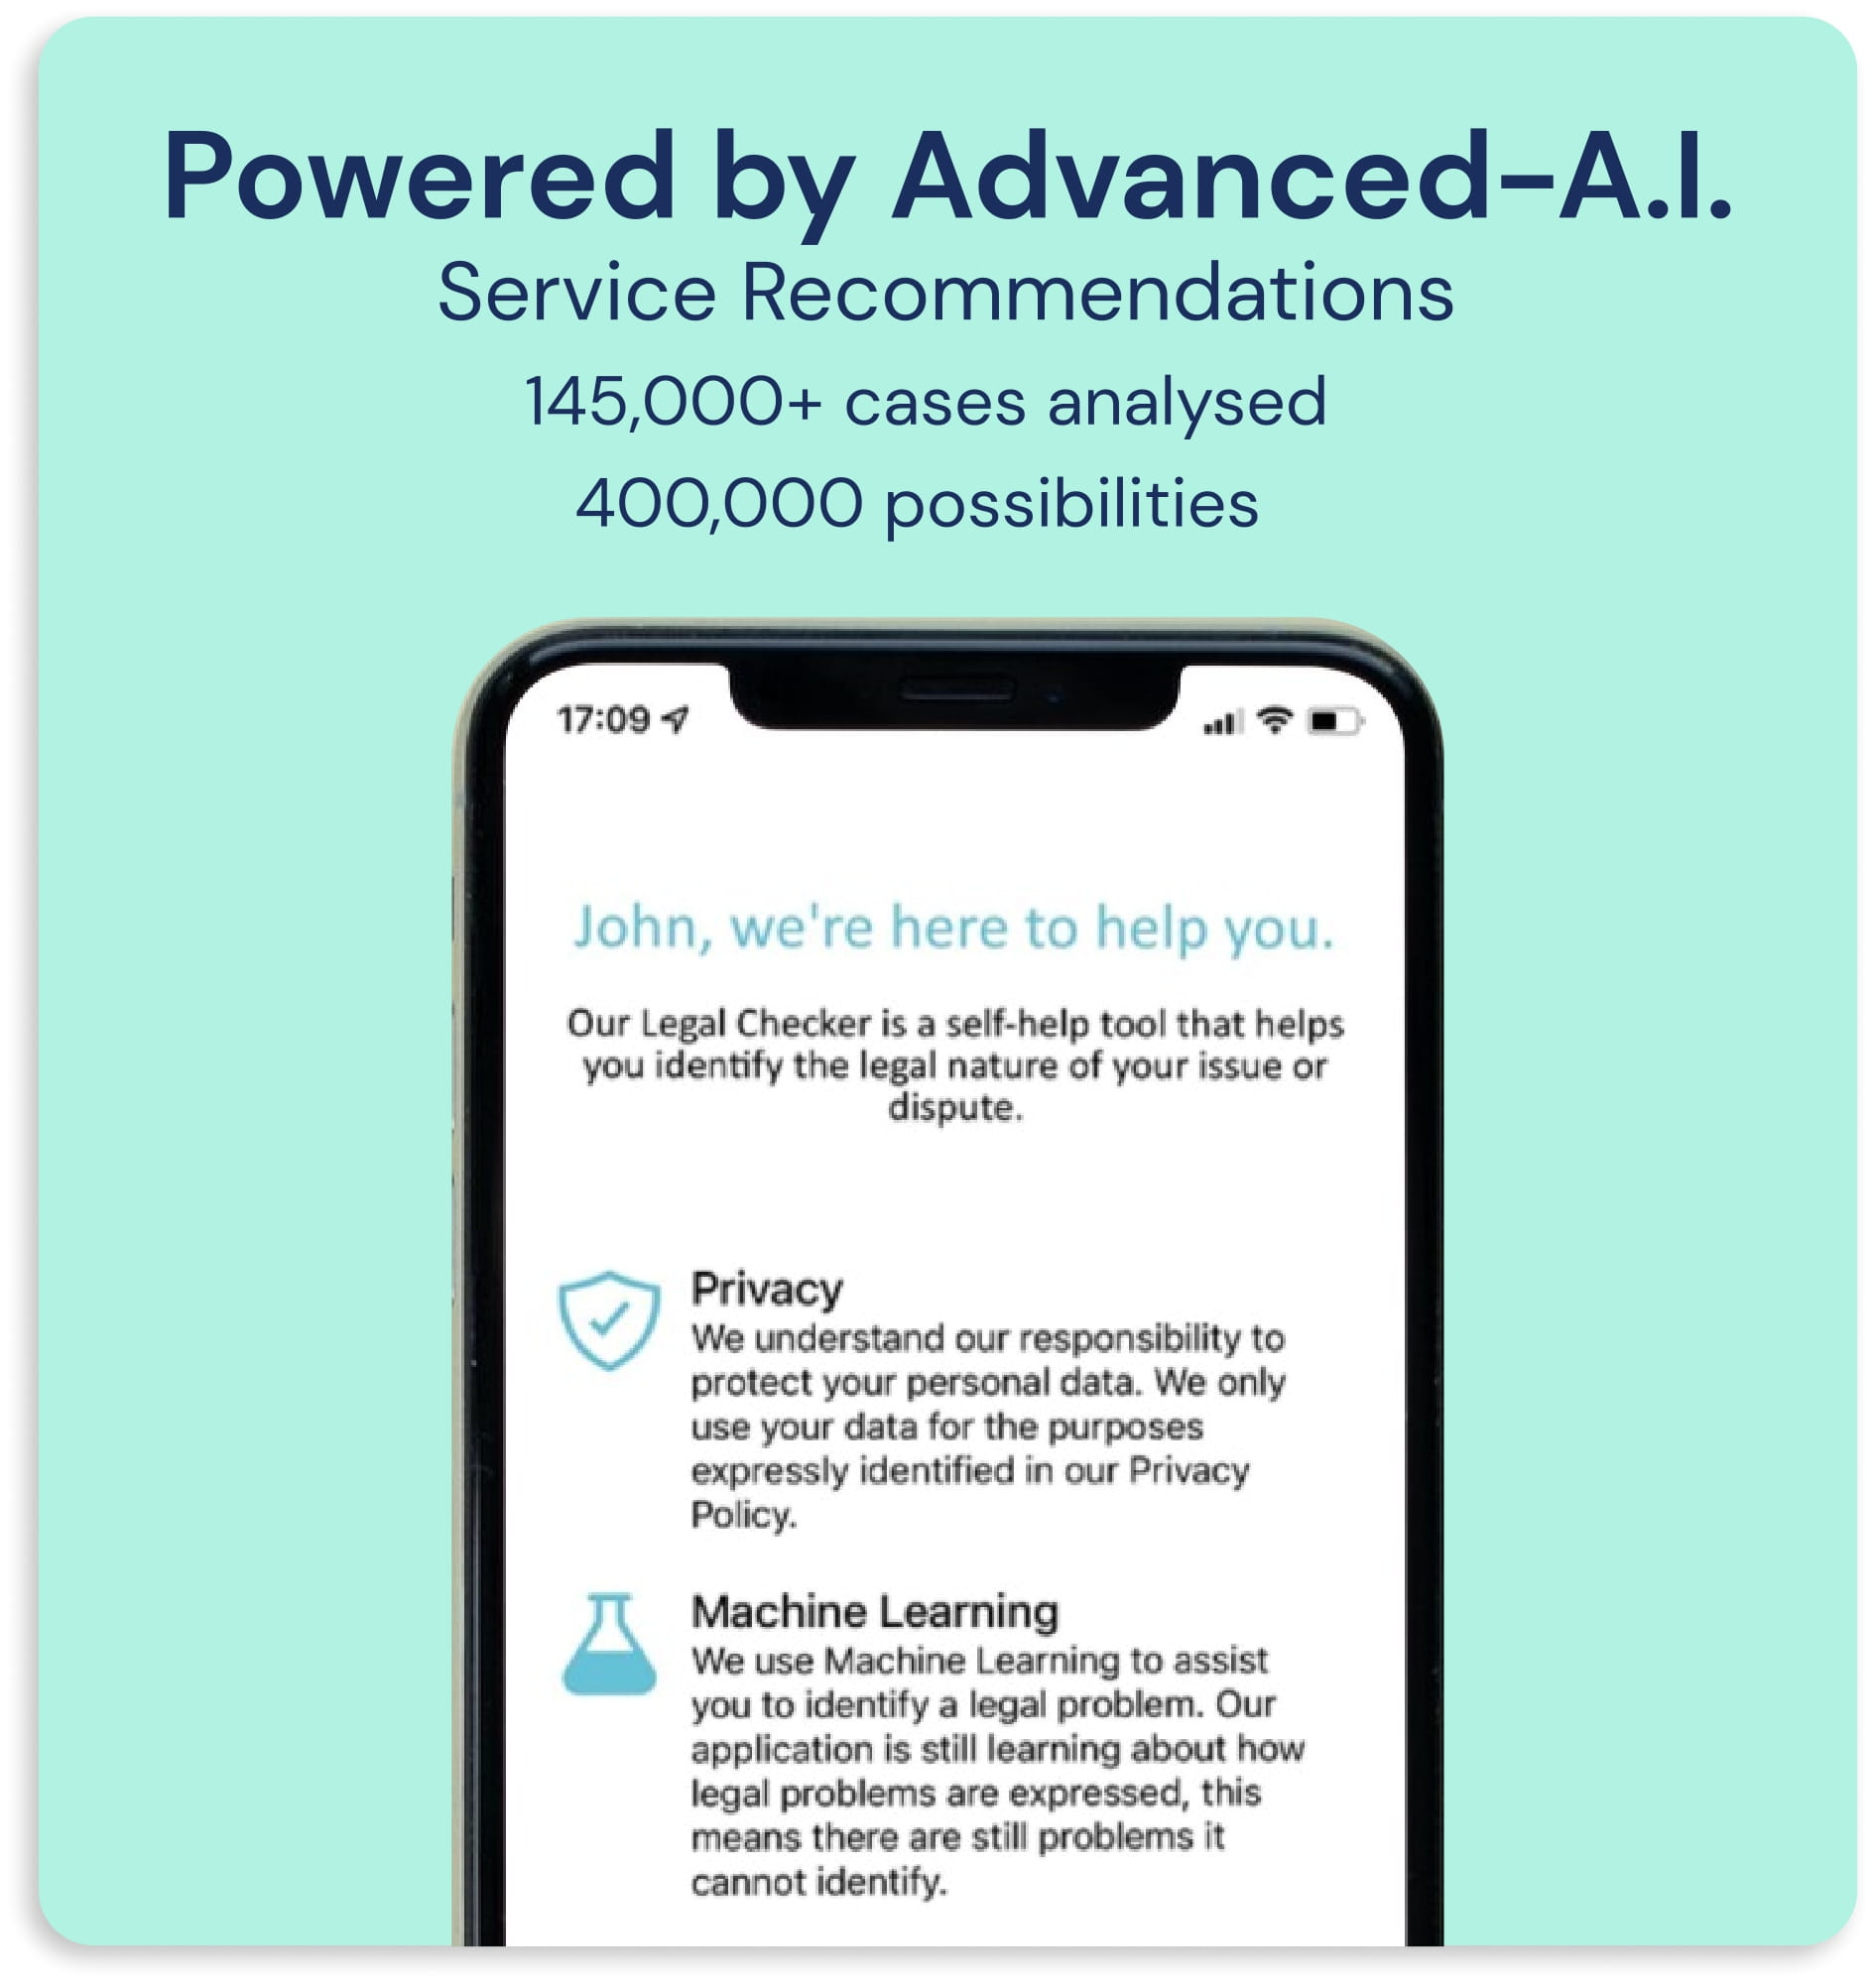 Powered by Advanced-A.I.
Service Recommendations
145,000+ cases analysed
400,000 possibilities
17:09
John, we're here to help you.
Our Legal Checker is a self-help tool that helps
you identify the legal nature of your issue or
dispute.
Privacy
We understand our responsibility to
protect your personal data. We only
use your data for the purposes
expressly identified in our Privacy
Policy.
Machine Learning
We use Machine Learning to assist
you to identify a legal problem. Our
application is still learning about how
legal problems are expressed, this
means there are still problems it
cannot identify.